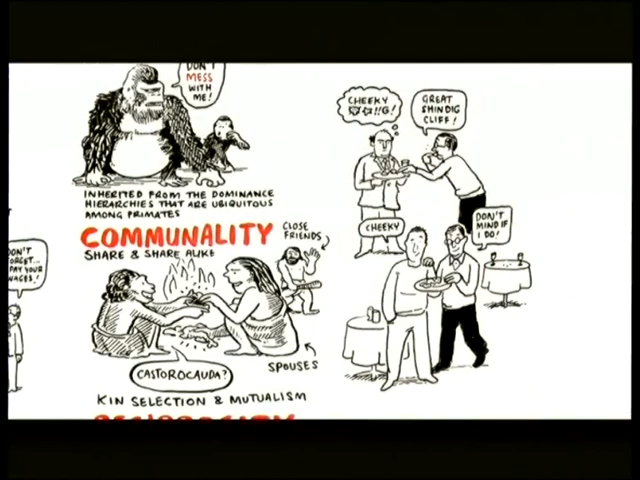 DON'T
MESS
WITH
ME!
INHERITED FROM THE DOMINANCE
HIERARCHIES THAT ARE UBIQUITOUS
AMONG PRIMATES
COMMUNALITY
SHARE & SHARE ALIKE
CLOSE
FRIENDS
CASTOROCAUDA?
SPOUSES
KIN SELECTION & MUTUALISM
DON'T
PAY YOUR
CHEEKY
GREAT
SHINDIG
CLIFF!
CHEEKY
DON'T
MIND IF
I DO!